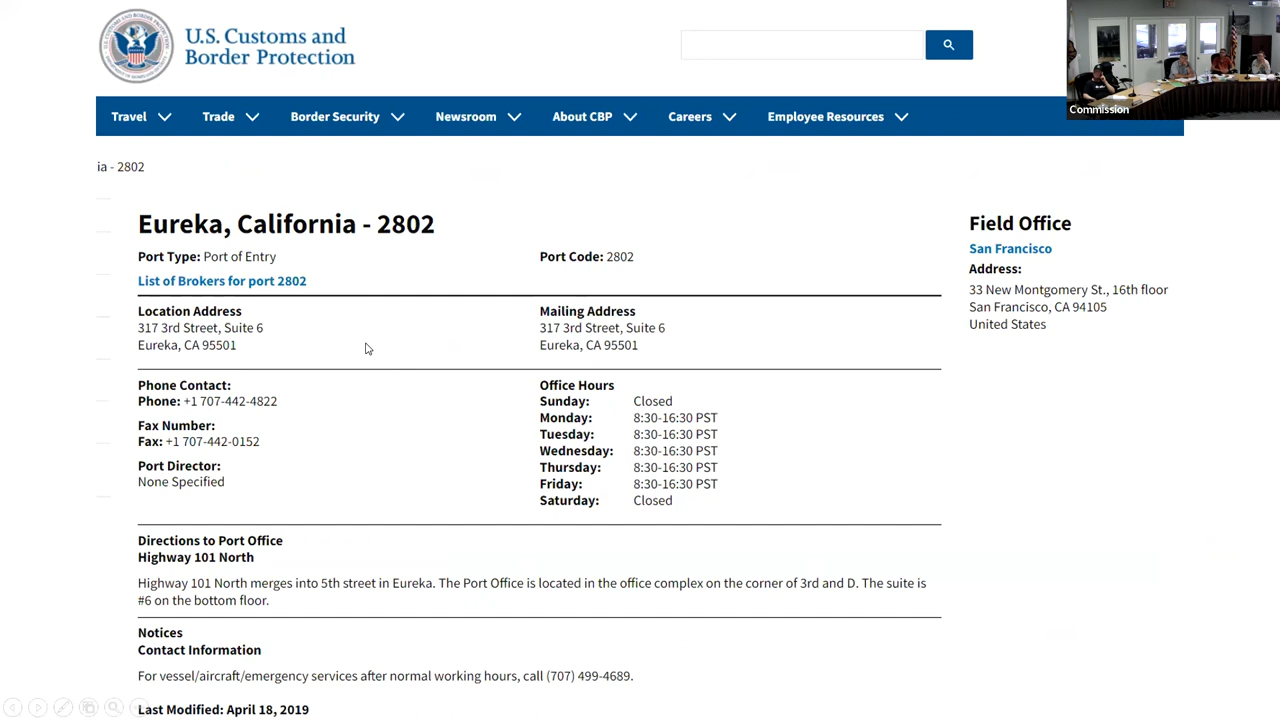 U.S. Customs and
Border Protection
Commission
Travel
Trade
Border Security
Newsroom
About CBP
Careers
Employee Resources
ia - 2802
Eureka, California - 2802
Port Type: Port of Entry
Port Code: 2802
List of Brokers for port 2802
Location Address
317 3rd Street, Suite 6
Eureka, CA 95501
Mailing Address
317 3rd Street, Suite 6
Eureka, CA 95501
Phone Contact:
Phone: +1 707-442-4822
Fax Number:
Fax: +1 707-442-0152
Port Director:
None Specified
Office Hours
Sunday: Closed
Monday: 8:30-16:30 PST
Tuesday: 8:30-16:30 PST
Wednesday: 8:30-16:30 PST
Thursday: 8:30-16:30 PST
Friday: 8:30-16:30 PST
Saturday: Closed
Directions to Port Office
Highway 101 North
Highway 101 North merges into 5th street in Eureka. The Port Office is located in the office complex on the corner of 3rd and D. The suite is
#6 on the bottom floor.
Notices
Contact Information
For vessel/aircraft/emergency services after normal working hours, call (707) 499-4689.
Last Modified: April 18, 2019
Field Office
San Francisco
Address:
33 New Montgomery St., 16th floor
San Francisco, CA 94105
United States